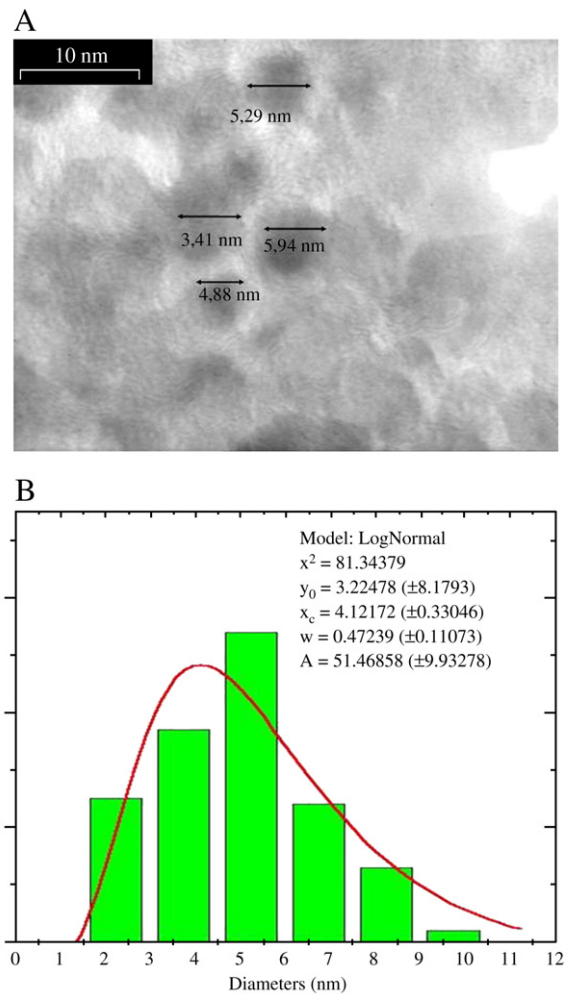 A
10 nm
5,29 nm
3,41 nm
5,94 nm
4,88 nm
B
Model: LogNormal
x² = 81.34379
y₀ = 3.22478 (±8.1793)
x꜀ = 4.12172 (±0.33046)
w = 0.47239 (±0.11073)
A = 51.46858 (±9.93278)
0 1 2 3 4 5 6 7 8 9 10 11 12
Diameters (nm)